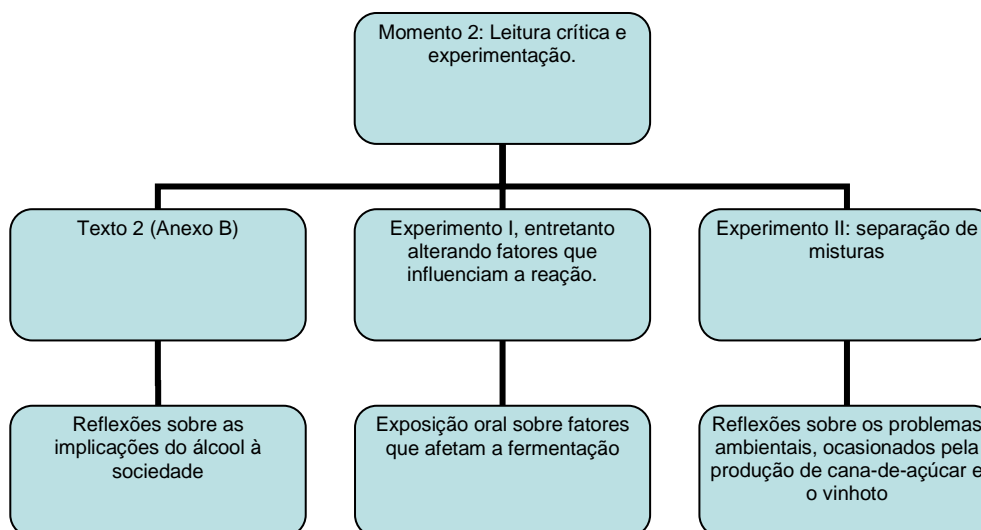 Momento 2: Leitura crítica e
experimentação.
Texto 2 (Anexo B)
Experimento I, entretanto
alterando fatores que
influenciam a reação.
Experimento II: separação de
misturas
Reflexões sobre as
implicações do álcool à
sociedade
Exposição oral sobre fatores
que afetam a fermentação
Reflexões sobre os problemas
ambientais, ocasionados pela
produção de cana-de-açúcar e
o vinhoto